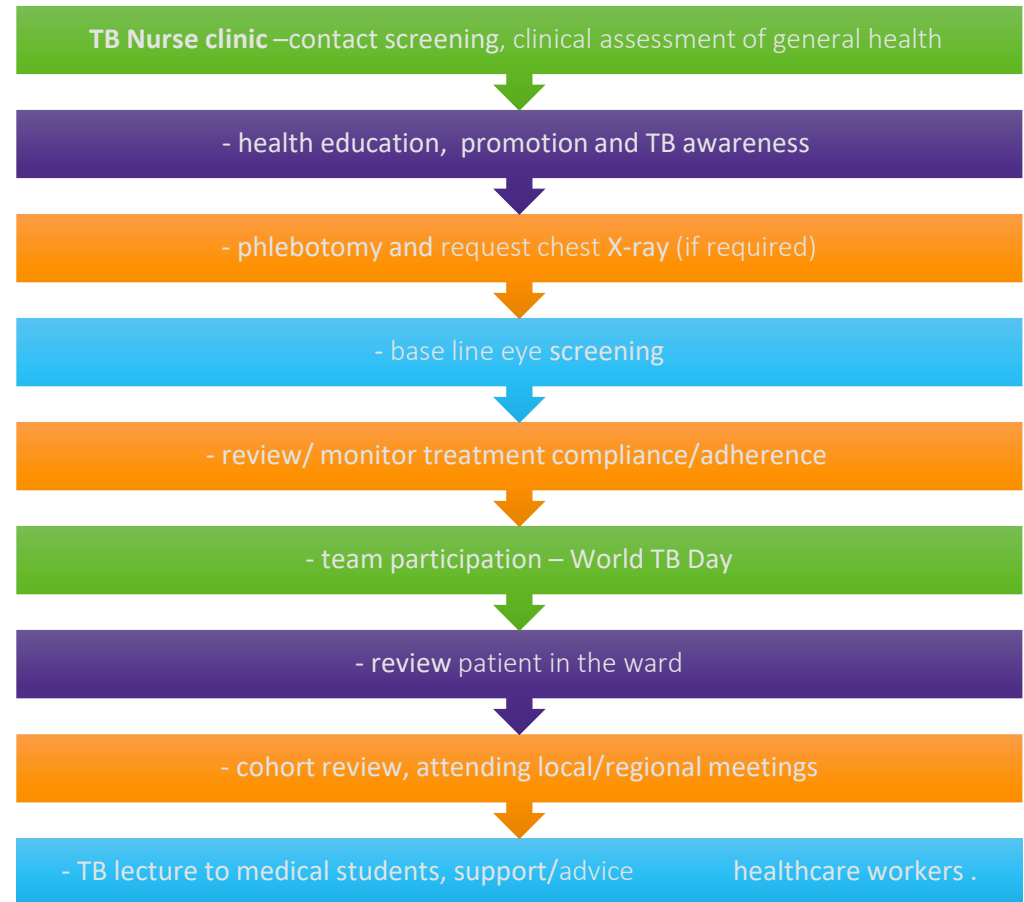 TB Nurse clinic –contact screening, clinical assessment of general health
- health education, promotion and TB awareness
- phlebotomy and request chest X-ray (if required)
- base line eye screening
- review/ monitor treatment compliance/adherence
- team participation – World TB Day
- review patient in the ward
- cohort review, attending local/regional meetings
- TB lecture to medical students, support/advice healthcare workers .